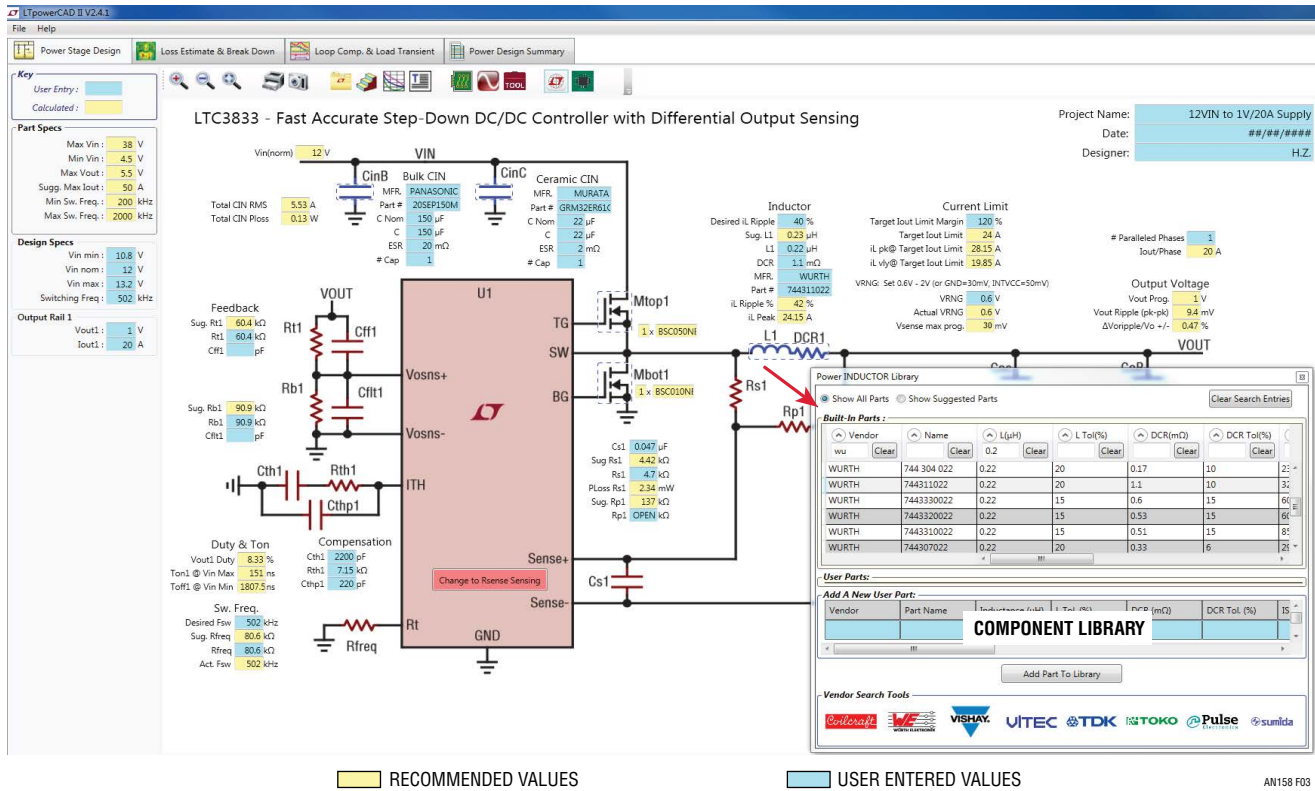 LTpowerCAD II V2.4.1
File Help
Power Stage Design
Loss Estimate & Break Down
Loop Comp. & Load Transient
Power Design Summary
TOOL
Key
User Entry :
Calculated :
Part Specs
Max Vin : 38 V
Min Vin : 4.5 V
Max Vout : 5.5 V
Sugg. Max Iout : 50 A
Min Sw. Freq. : 200 kHz
Max Sw. Freq. : 2000 kHz
Design Specs
Vin min : 10.8 V
Vin nom : 12 V
Vin max : 13.2 V
Switching Freq : 502 kHz
Output Rail 1
Vout1 : 1 V
Iout1 : 20 A
LTC3833 - Fast Accurate Step-Down DC/DC Controller with Differential Output Sensing
Project Name: 12VIN to 1V/20A Supply
Date: ##/##/####
Designer: H.Z.
Vin(norm) 12 V
VIN
Total CIN RMS 5.53 A
Total CIN Ploss 0.13 W
CinB
Bulk CIN
MFR. PANASONIC
Part # 20SEP150M
C Nom 150 µF
C 150 µF
ESR 20 mΩ
# Cap 1
CinC
Ceramic CIN
MFR. MURATA
Part # GRM32ER61C
C Nom 22 µF
C 22 µF
ESR 2 mΩ
# Cap 1
Inductor
Desired iL Ripple 40 %
Sug. L1 0.23 µH
L1 0.22 µH
DCR 1.1 mΩ
MFR. WURTH
Part # 744311022
iL Ripple % 42 %
iL Peak 24.15 A
Current Limit
Target Iout Limit Margin 120 %
Target Iout Limit 24 A
iL pk@ Target Iout Limit 28.15 A
iL vly@ Target Iout Limit 19.85 A
VRNG: Set 0.6V - 2V (or GND=30mV, INTVCC=50mV)
VRNG 0.6 V
Actual VRNG 0.6 V
Vsense max prog. 30 mV
# Paralleled Phases 1
Iout/Phase 20 A
Output Voltage
Vout Prog. 1 V
Vout Ripple (pk-pk) 9.4 mV
ΔVoripple/Vo +/- 0.47 %
VOUT
Feedback
Sug. Rt1 60.4 kΩ
Rt1 60.4 kΩ
Cff1 pF
VOUT
Rt1
Cff1
Rb1
Cflt1
Sug. Rb1 90.9 kΩ
Rb1 90.9 kΩ
Cflt1 pF
U1
TG
SW
BG
Vosns+
Vosns-
ITH
Sense+
Sense-
Rt
GND
Change to Rsense Sensing
Mtop1
1 x BSC050NE
Mbot1
1 x BSC010NE
L1 DCR1
Rs1
Rp1
Cs1 0.047 µF
Sug Rs1 4.42 kΩ
Rs1 4.7 kΩ
PLoss Rs1 2.34 mW
Sug. Rp1 137 kΩ
Rp1 OPEN kΩ
Cs1
Cth1
Rth1
Cthp1
Duty & Ton
Vout1 Duty 8.33 %
Ton1 @ Vin Max 151 ns
Toff1 @ Vin Min 1807.5 ns
Compensation
Cth1 2200 pF
Rth1 7.15 kΩ
Cthp1 220 pF
Sw. Freq.
Desired Fsw 502 kHz
Sug. Rfreq 80.6 kΩ
Rfreq 80.6 kΩ
Act. Fsw 502 kHz
Rfreq
Power INDUCTOR Library
Show All Parts Show Suggested Parts
Clear Search Entries
Built-In Parts :
Vendor Name L(µH) L Tol(%) DCR(mΩ) DCR Tol(%)
wu Clear Clear 0.2 Clear Clear Clear Clear
WURTH 744 304 022 0.22 20 0.17 10
WURTH 744311022 0.22 20 1.1 10
WURTH 7443330022 0.22 15 0.6 15
WURTH 7443320022 0.22 15 0.53 15
WURTH 7443310022 0.22 15 0.51 15
WURTH 744307022 0.22 20 0.33 6
User Parts:
Add A New User Part:
Vendor Part Name Inductance (uH) L Tol. (%) DCR (mΩ) DCR Tol. (%)
COMPONENT LIBRARY
Add Part To Library
Vendor Search Tools
Coilcraft
WE WÜRTH ELEKTRONIK
VISHAY.
VITEC
TDK
TOKO
Pulse Electronics
sumida
RECOMMENDED VALUES
USER ENTERED VALUES
AN158 F03